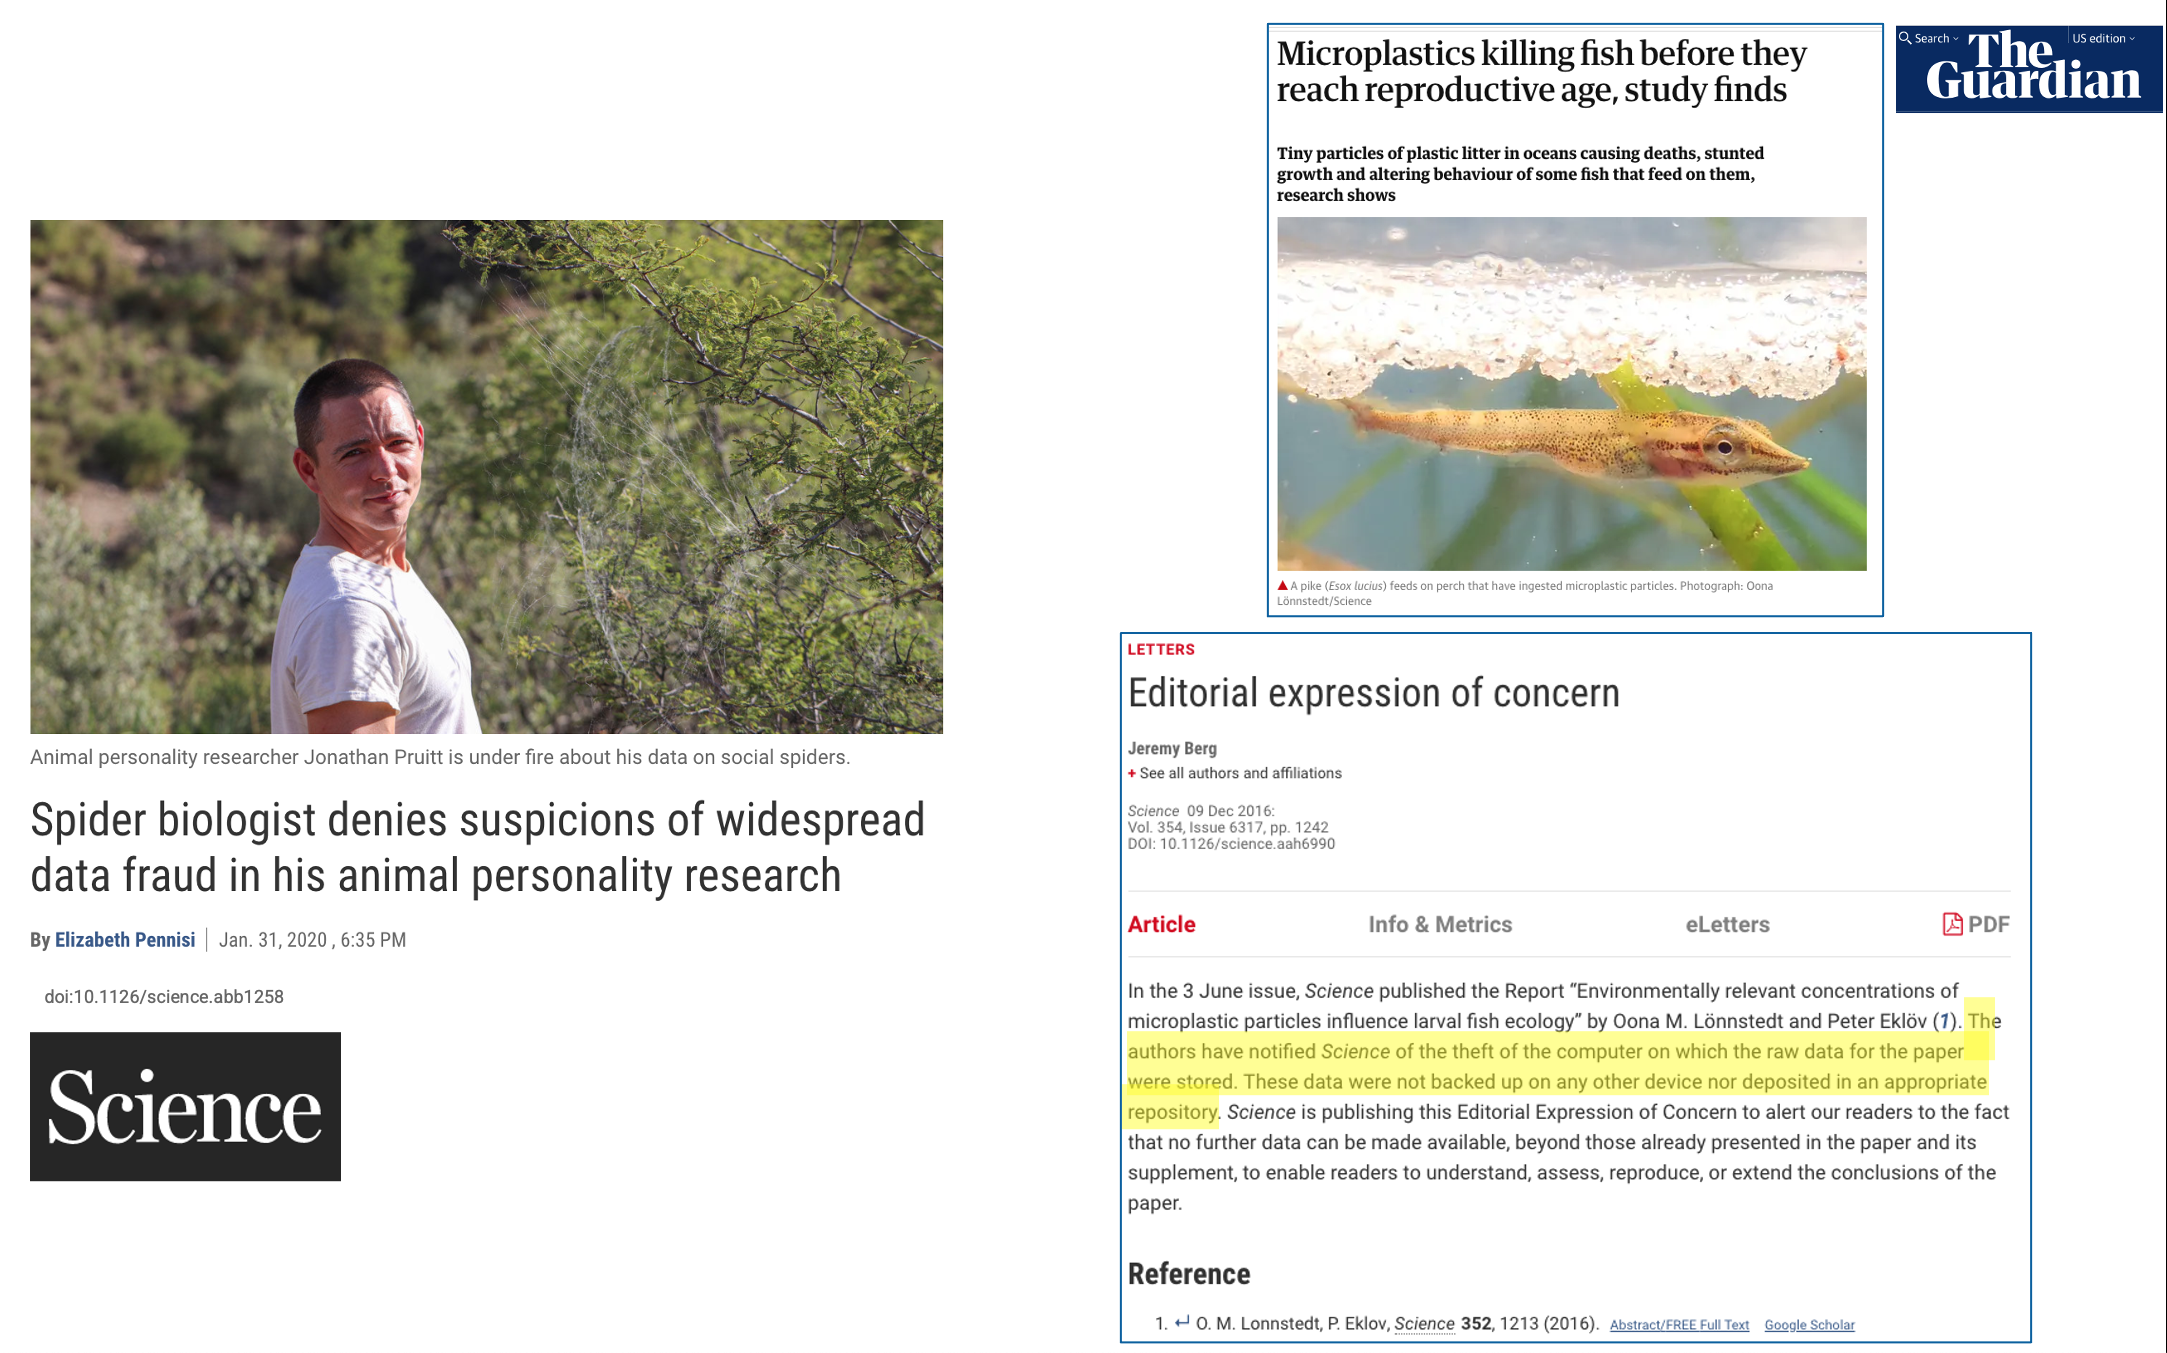 Animal personality researcher Jonathan Pruitt is under fire about his data on social spiders.
Spider biologist denies suspicions of widespread
data fraud in his animal personality research
By Elizabeth Pennisi | Jan. 31, 2020 , 6:35 PM
doi:10.1126/science.abb1258
Science
Microplastics killing fish before they
reach reproductive age, study finds
Tiny particles of plastic litter in oceans causing deaths, stunted
growth and altering behaviour of some fish that feed on them,
research shows
▲ A pike (Esox lucius) feeds on perch that have ingested microplastic particles. Photograph: Oona
Lönnstedt/Science
Search
US edition
The
Guardian
LETTERS
Editorial expression of concern
Jeremy Berg
+ See all authors and affiliations
Science 09 Dec 2016:
Vol. 354, Issue 6317, pp. 1242
DOI: 10.1126/science.aah6990
Article Info & Metrics eLetters PDF
In the 3 June issue, Science published the Report “Environmentally relevant concentrations of
microplastic particles influence larval fish ecology” by Oona M. Lönnstedt and Peter Eklöv (1). The
authors have notified Science of the theft of the computer on which the raw data for the paper
were stored. These data were not backed up on any other device nor deposited in an appropriate
repository. Science is publishing this Editorial Expression of Concern to alert our readers to the fact
that no further data can be made available, beyond those already presented in the paper and its
supplement, to enable readers to understand, assess, reproduce, or extend the conclusions of the
paper.
Reference
1. ↵ O. M. Lonnstedt, P. Eklov, Science 352, 1213 (2016). Abstract/FREE Full Text Google Scholar